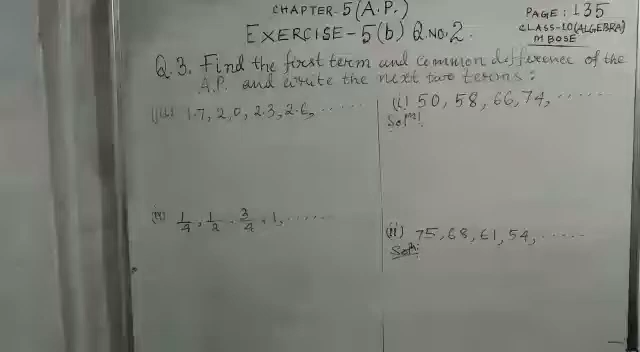 CHAPTER-5(A.P.)
EXERCISE-5(b) Q.NO.2.
PAGE: 135
CLASS-10(ALGEBRA)
M BOSE
Q.3. Find the first term and common difference of the
A.P. and write the next two terms:
(i) 50, 58, 66, 74, ......
Soln:
(ii) 75, 68, 61, 54, .....
Soln:
(iii) 1.7, 2.0, 2.3, 2.6, ......
(iv) 1/4, 1/2, 3/4, 1, ......